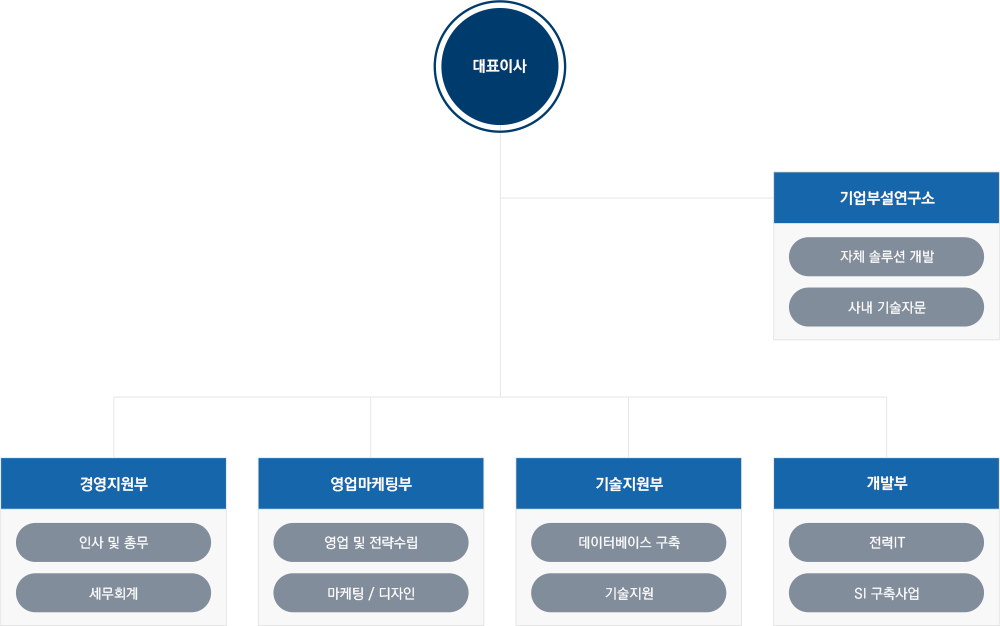 대표이사
기업부설연구소
자체 솔루션 개발
사내 기술자문
경영지원부
인사 및 총무
세무회계
영업마케팅부
영업 및 전략수립
마케팅 / 디자인
기술지원부
데이터베이스 구축
기술지원
개발부
전력IT
SI 구축사업